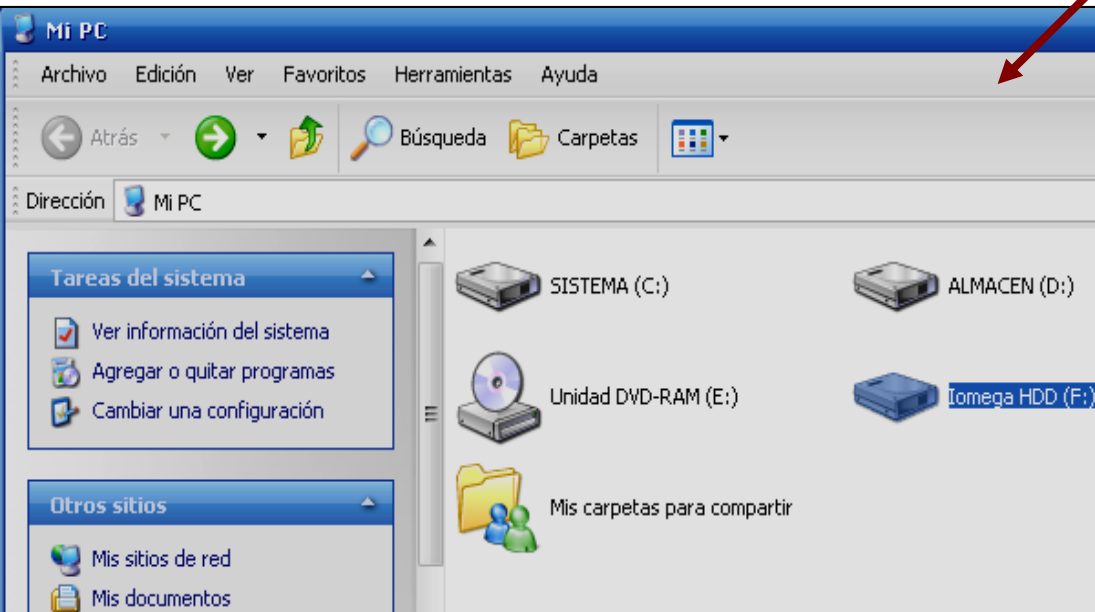 Mi PC
Archivo Edición Ver Favoritos Herramientas Ayuda
Atrás Búsqueda Carpetas
Dirección Mi PC
Tareas del sistema
Ver información del sistema
Agregar o quitar programas
Cambiar una configuración
Otros sitios
Mis sitios de red
Mis documentos
SISTEMA (C:)
ALMACEN (D:)
Unidad DVD-RAM (E:)
Iomega HDD (F:)
Mis carpetas para compartir